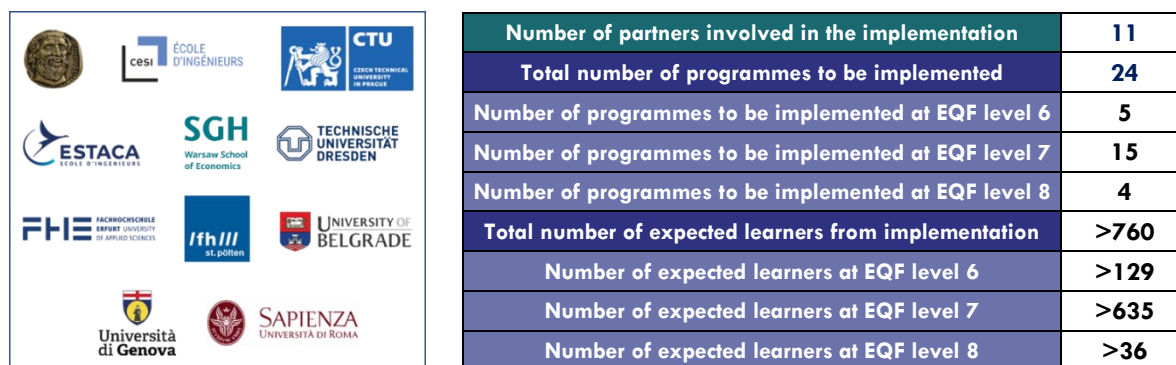 cesi
ÉCOLE
D'INGÉNIEURS
CTU
CZECH TECHNICAL
UNIVERSITY
IN PRAGUE
ESTACA
ECOLE D'INGENIEURS
SGH
Warsaw School
of Economics
TECHNISCHE
UNIVERSITÄT
DRESDEN
FHE
FACHHOCHSCHULE
ERFURT UNIVERSITY
OF APPLIED SCIENCES
/fh///
st.pölten
UNIVERSITY OF
BELGRADE
Università
di Genova
SAPIENZA
UNIVERSITÀ DI ROMA
Number of partners involved in the implementation 11
Total number of programmes to be implemented 24
Number of programmes to be implemented at EQF level 6 5
Number of programmes to be implemented at EQF level 7 15
Number of programmes to be implemented at EQF level 8 4
Total number of expected learners from implementation >760
Number of expected learners at EQF level 6 >129
Number of expected learners at EQF level 7 >635
Number of expected learners at EQF level 8 >36